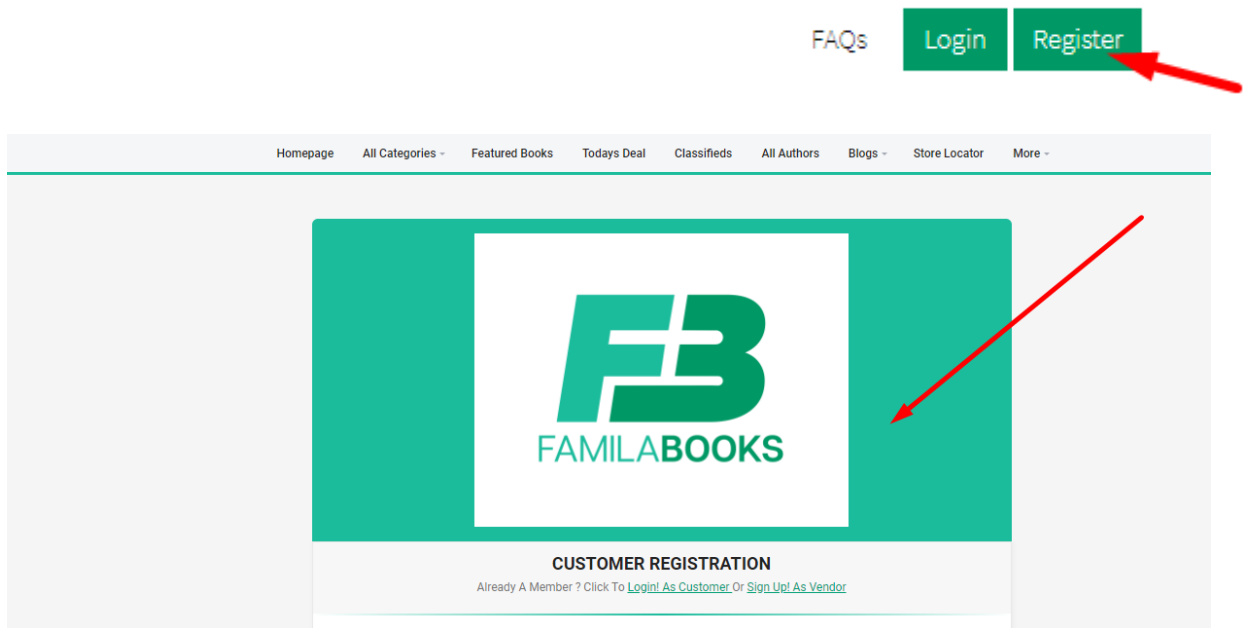 FAQs Login Register
Homepage All Categories Featured Books Todays Deal Classifieds All Authors Blogs Store Locator More
FB
FAMILABOOKS
CUSTOMER REGISTRATION
Already A Member ? Click To Login! As Customer Or Sign Up! As Vendor